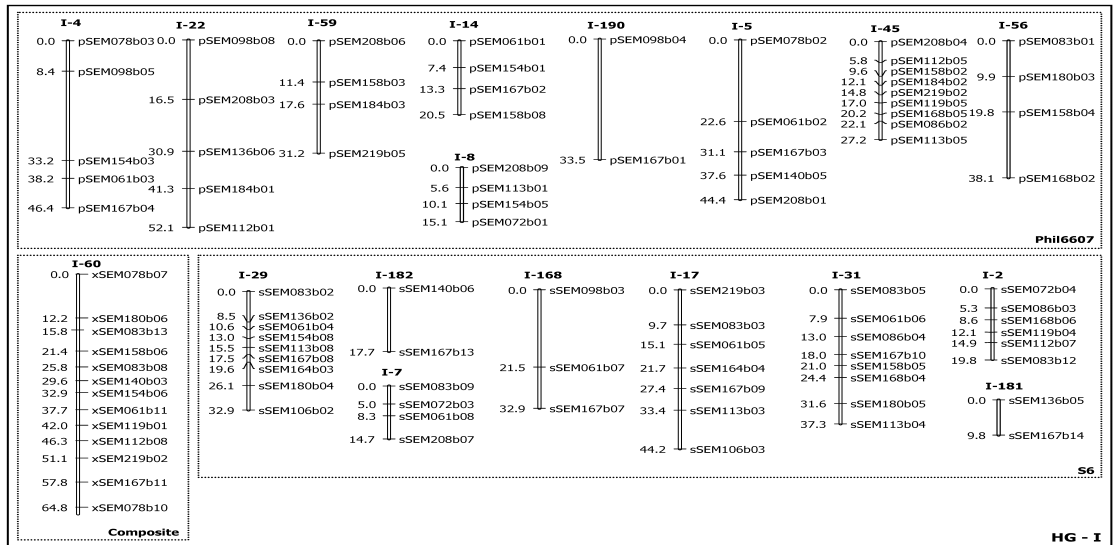 I-4
0.0 pSEM078b03
8.4 pSEM098b05
33.2 pSEM154b03
38.2 pSEM061b03
46.4 pSEM167b04
I-22
0.0 pSEM098b08
16.5 pSEM208b03
30.9 pSEM136b06
41.3 pSEM184b01
52.1 pSEM112b01
I-59
0.0 pSEM208b06
11.4 pSEM158b03
17.6 pSEM184b03
31.2 pSEM219b05
I-14
0.0 pSEM061b01
7.4 pSEM154b01
13.3 pSEM167b02
20.5 pSEM158b08
I-8
0.0 pSEM208b09
5.6 pSEM113b01
10.1 pSEM154b05
15.1 pSEM072b01
I-190
0.0 pSEM098b04
33.5 pSEM167b01
I-5
0.0 pSEM078b02
22.6 pSEM061b02
31.1 pSEM167b03
37.6 pSEM140b05
44.4 pSEM208b01
I-45
0.0 pSEM208b04
5.8 pSEM112b05
9.6 pSEM158b02
12.1 pSEM184b02
14.8 pSEM219b02
17.0 pSEM119b05
20.2 pSEM168b05
22.1 pSEM086b02
27.2 pSEM113b05
I-56
0.0 pSEM083b01
9.9 pSEM180b03
19.8 pSEM158b04
38.1 pSEM168b02
Phil6607
I-60
0.0 xSEM078b07
12.2 xSEM180b06
15.8 xSEM083b13
21.4 xSEM158b06
25.8 xSEM083b08
29.6 xSEM140b03
32.9 xSEM154b06
37.7 xSEM061b11
42.0 xSEM119b01
46.3 xSEM112b08
51.1 xSEM219b02
57.8 xSEM167b11
64.8 xSEM078b10
Composite
I-29
0.0 sSEM083b02
8.5 sSEM136b02
10.6 sSEM061b04
13.0 sSEM154b08
15.5 sSEM113b08
17.5 sSEM167b08
19.6 sSEM164b03
26.1 sSEM180b04
32.9 sSEM106b02
I-182
0.0 sSEM140b06
17.7 sSEM167b13
I-7
0.0 sSEM083b09
5.0 sSEM072b03
8.3 sSEM061b08
14.7 sSEM208b07
I-168
0.0 sSEM098b03
21.5 sSEM061b07
32.9 sSEM167b07
I-17
0.0 sSEM219b03
9.7 sSEM083b03
15.1 sSEM061b05
21.7 sSEM164b04
27.4 sSEM167b09
33.4 sSEM113b03
44.2 sSEM106b03
I-31
0.0 sSEM083b05
7.9 sSEM061b06
13.0 sSEM086b04
18.0 sSEM167b10
21.0 sSEM158b05
24.4 sSEM168b04
31.6 sSEM180b05
37.3 sSEM113b04
I-2
0.0 sSEM072b04
5.3 sSEM086b03
8.6 sSEM168b06
12.1 sSEM119b04
14.9 sSEM112b07
19.8 sSEM083b12
I-181
0.0 sSEM136b05
9.8 sSEM167b14
S6
HG - I